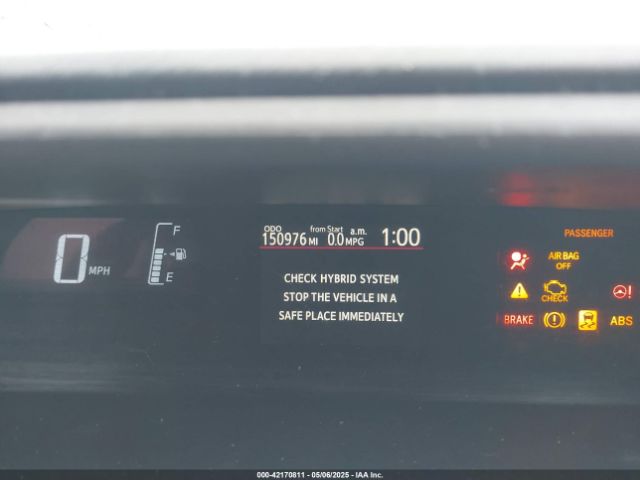 0 MPH
F
E
ODO from Start a.m.
150976 MI 0.0 MPG 1:00
CHECK HYBRID SYSTEM
STOP THE VEHICLE IN A
SAFE PLACE IMMEDIATELY
PASSENGER
AIR BAG
OFF
CHECK
!
BRAKE
ABS
000-42170811 - 05/06/2025 - IAA Inc.